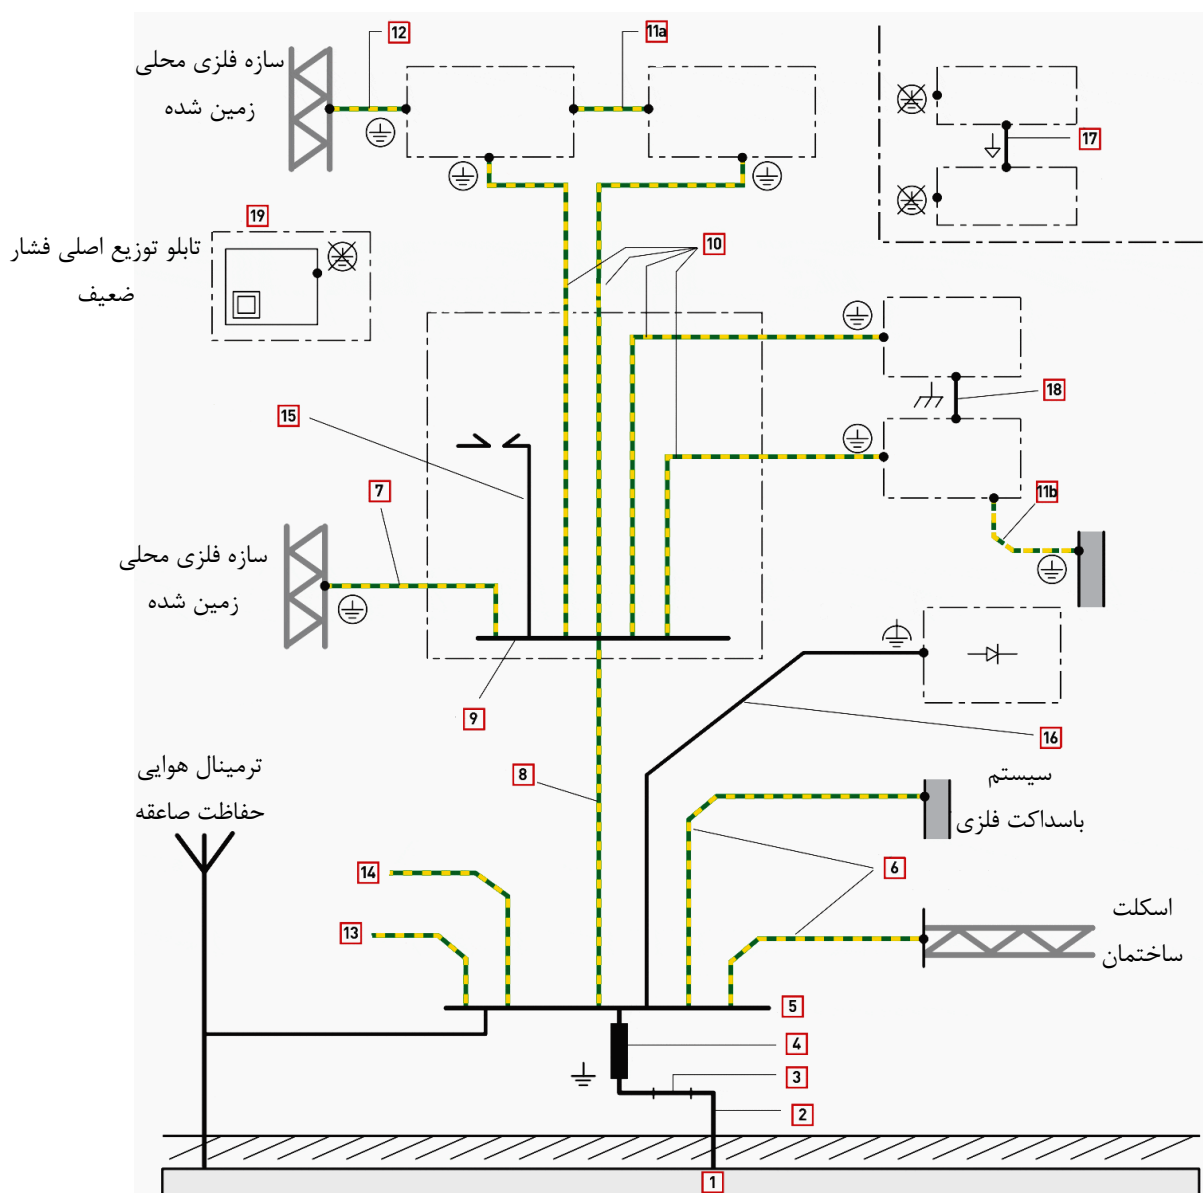 12
11a
سازه فلزی محلی
زمین شده
17
19
تابلو توزیع اصلی فشار
ضعیف
10
18
15
7
11b
سازه فلزی محلی
زمین شده
9
16
8
ترمینال هوایی
حفاظت صاعقه
سیستم
باسداکت فلزی
14
6
13
اسکلت
ساختمان
5
4
3
2
1